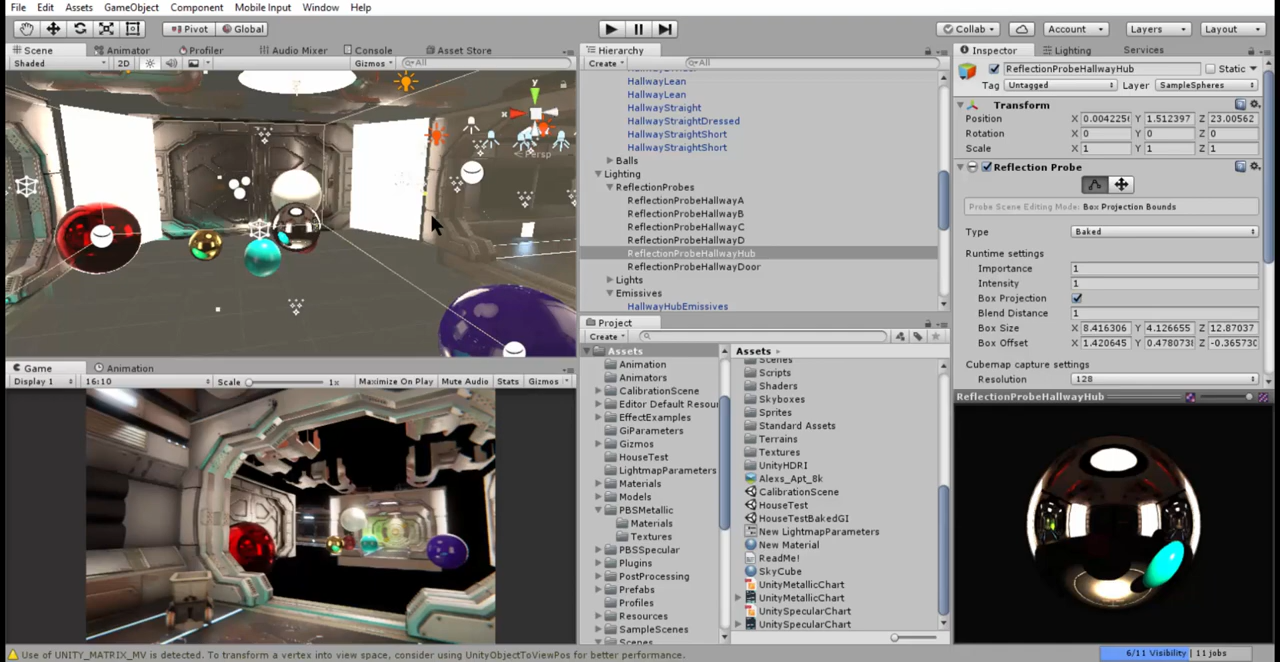 File Edit Assets GameObject Component Mobile Input Window Help
Pivot Global Collab Account Layers Layout
Scene Animator Profiler Audio Mixer Console Asset Store
Shaded 2D Gizmos All
y
x
Persp
Game Animation
Display 1 16:10 Scale 1x Maximize On Play Mute Audio Stats Gizmos
Hierarchy
Create All
HallwayLean
HallwayLean
HallwayStraight
HallwayStraightDressed
HallwayStraightShort
HallwayStraightShort
Balls
Lighting
ReflectionProbes
ReflectionProbeHallwayA
ReflectionProbeHallwayB
ReflectionProbeHallwayC
ReflectionProbeHallwayD
ReflectionProbeHallwayHub
ReflectionProbeHallwayDoor
Lights
Emissives
HallwayHubEmissives
Project
Create
Assets
Animation
Animators
CalibrationScene
Editor Default Resour
EffectExamples
GiParameters
Gizmos
HouseTest
LightmapParameters
Materials
Models
PBSMetallic
Materials
Textures
PBSSpecular
Plugins
PostProcessing
Prefabs
Profiles
Resources
SampleScenes
Scenes
Assets
Scenes
Scripts
Shaders
Skyboxes
Sprites
Standard Assets
Terrains
Textures
UnityHDRI
Alexs_Apt_8k
CalibrationScene
HouseTest
HouseTestBakedGI
New LightmapParameters
New Material
ReadMe!
SkyCube
UnityMetallicChart
UnityMetallicChart
UnitySpecularChart
UnitySpecularChart
Inspector Lighting Services
ReflectionProbeHallwayHub Static
Tag Untagged Layer SampleSpheres
Transform
Position X 0.004225 Y 1.512397 Z 23.00562
Rotation X 0 Y 0 Z 0
Scale X 1 Y 1 Z 1
Reflection Probe
Probe Scene Editing Mode: Box Projection Bounds
Type Baked
Runtime settings
Importance 1
Intensity 1
Box Projection
Blend Distance 1
Box Size X 8.416306 Y 4.126655 Z 12.87037
Box Offset X 1.420645 Y 0.478073 Z -0.36573
Cubemap capture settings
Resolution 128
ReflectionProbeHallwayHub
Use of UNITY_MATRIX_MV is detected. To transform a vertex into view space, consider using UnityObjectToViewPos for better performance.
6/11 Visibility | 11 jobs